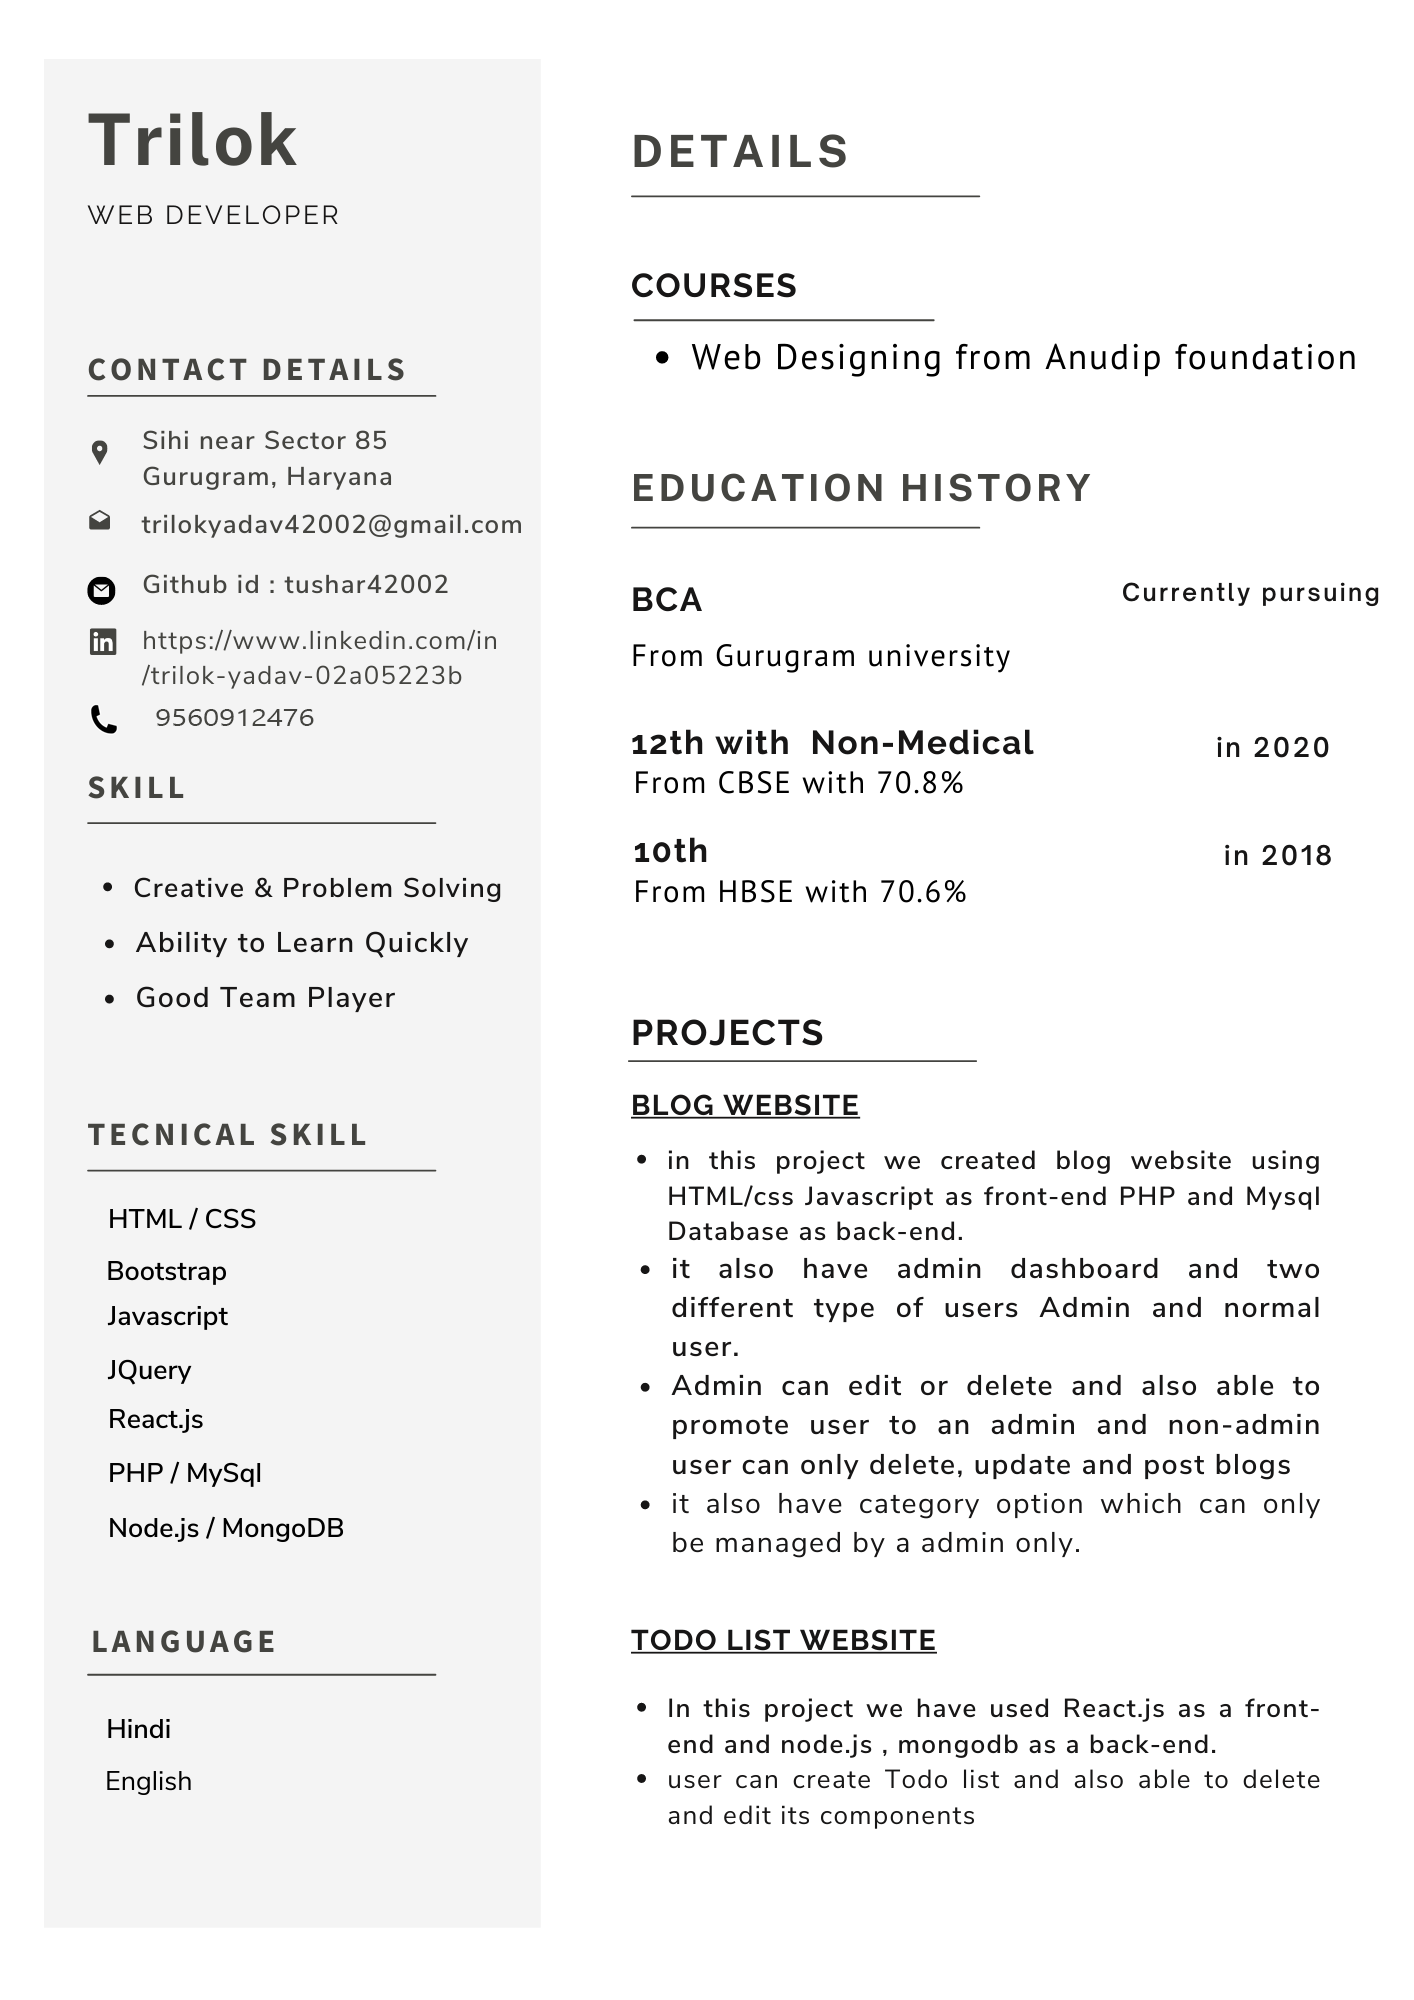 Trilok
WEB DEVELOPER
CONTACT DETAILS
Sihi near Sector 85
Gurugram, Haryana
trilokyadav42002@gmail.com
Github id : tushar42002
https://www.linkedin.com/in
/trilok-yadav-02a05223b
9560912476
SKILL
Creative & Problem Solving
Ability to Learn Quickly
Good Team Player
TECNICAL SKILL
HTML / CSS
Bootstrap
Javascript
JQuery
React.js
PHP / MySql
Node.js / MongoDB
LANGUAGE
Hindi
English
DETAILS
COURSES
Web Designing from Anudip foundation
EDUCATION HISTORY
BCA Currently pursuing
From Gurugram university
12th with Non-Medical in 2020
From CBSE with 70.8%
10th in 2018
From HBSE with 70.6%
PROJECTS
BLOG WEBSITE
in this project we created blog website using
HTML/css Javascript as front-end PHP and Mysql
Database as back-end.
it also have admin dashboard and two
different type of users Admin and normal
user.
Admin can edit or delete and also able to
promote user to an admin and non-admin
user can only delete, update and post blogs
it also have category option which can only
be managed by a admin only.
TODO LIST WEBSITE
In this project we have used React.js as a front-
end and node.js , mongodb as a back-end.
user can create Todo list and also able to delete
and edit its components